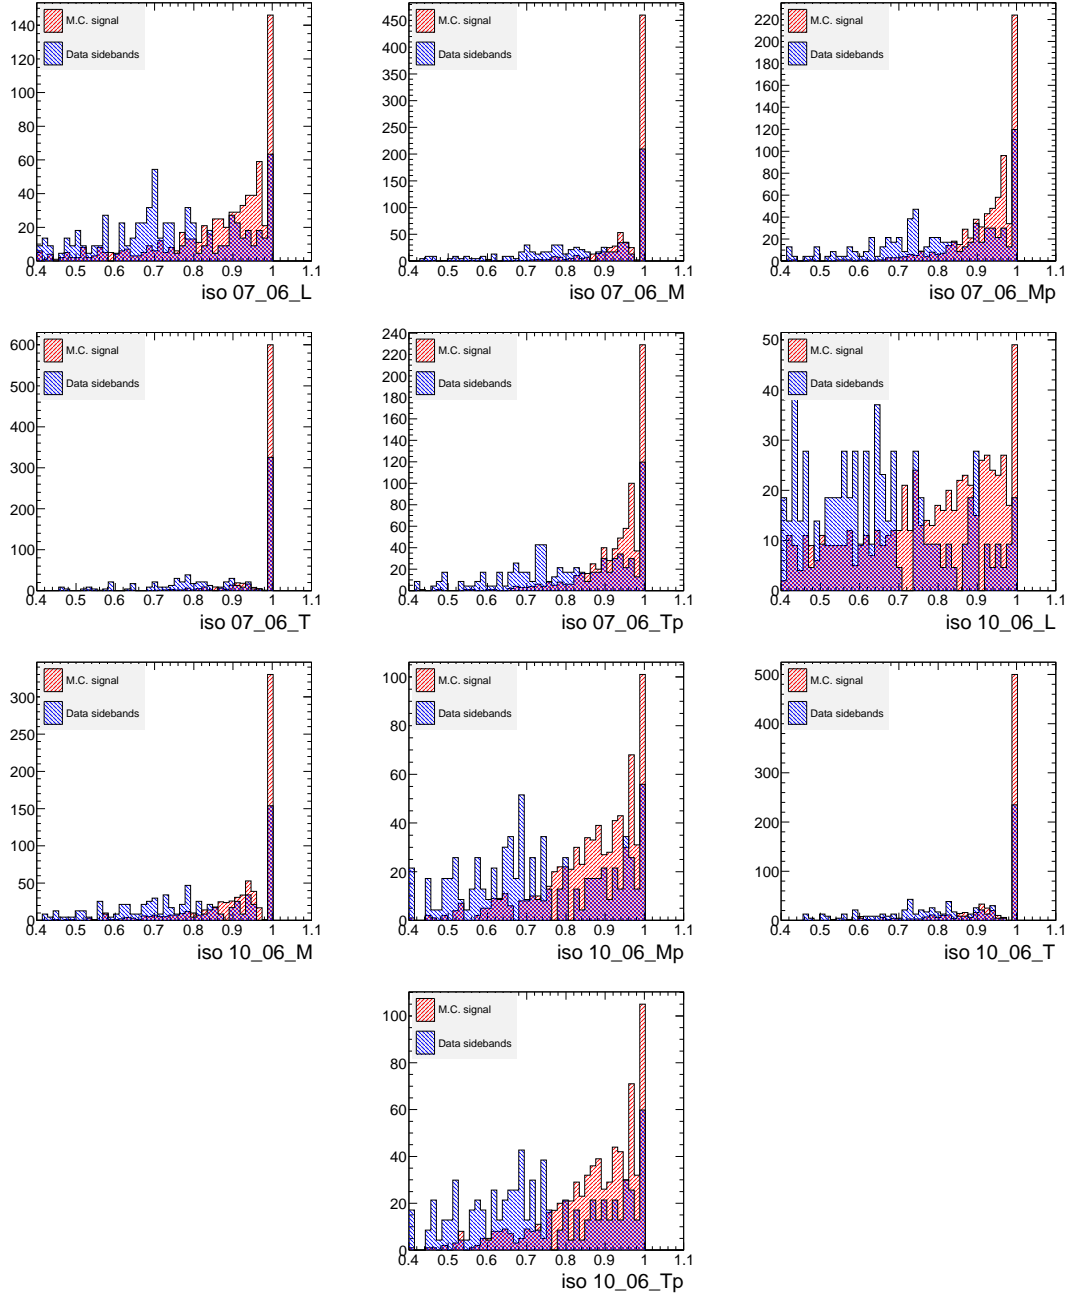 140
120
100
80
60
40
20
0
M.C. signal
Data sidebands
0.4 0.5 0.6 0.7 0.8 0.9 1 1.1
iso 07_06_L
450
400
350
300
250
200
150
100
50
0
M.C. signal
Data sidebands
0.4 0.5 0.6 0.7 0.8 0.9 1 1.1
iso 07_06_M
220
200
180
160
140
120
100
80
60
40
20
0
M.C. signal
Data sidebands
0.4 0.5 0.6 0.7 0.8 0.9 1 1.1
iso 07_06_Mp
600
500
400
300
200
100
0
M.C. signal
Data sidebands
0.4 0.5 0.6 0.7 0.8 0.9 1 1.1
iso 07_06_T
240
220
200
180
160
140
120
100
80
60
40
20
0
M.C. signal
Data sidebands
0.4 0.5 0.6 0.7 0.8 0.9 1 1.1
iso 07_06_Tp
50
40
30
20
10
0
M.C. signal
Data sidebands
0.4 0.5 0.6 0.7 0.8 0.9 1 1.1
iso 10_06_L
300
250
200
150
100
50
0
M.C. signal
Data sidebands
0.4 0.5 0.6 0.7 0.8 0.9 1 1.1
iso 10_06_M
100
80
60
40
20
0
M.C. signal
Data sidebands
0.4 0.5 0.6 0.7 0.8 0.9 1 1.1
iso 10_06_Mp
500
400
300
200
100
0
M.C. signal
Data sidebands
0.4 0.5 0.6 0.7 0.8 0.9 1 1.1
iso 10_06_T
100
80
60
40
20
0
M.C. signal
Data sidebands
0.4 0.5 0.6 0.7 0.8 0.9 1 1.1
iso 10_06_Tp